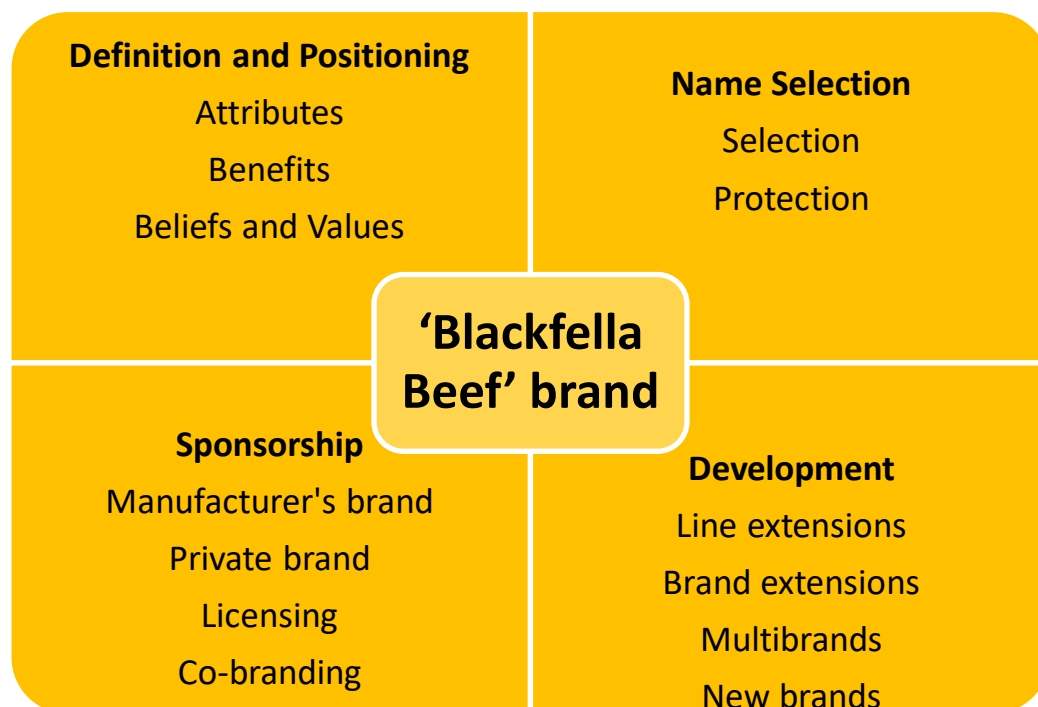 Definition and Positioning
Attributes
Benefits
Beliefs and Values
Name Selection
Selection
Protection
‘Blackfella
Beef’ brand
Sponsorship
Manufacturer's brand
Private brand
Licensing
Co-branding
Development
Line extensions
Brand extensions
Multibrands
New brands